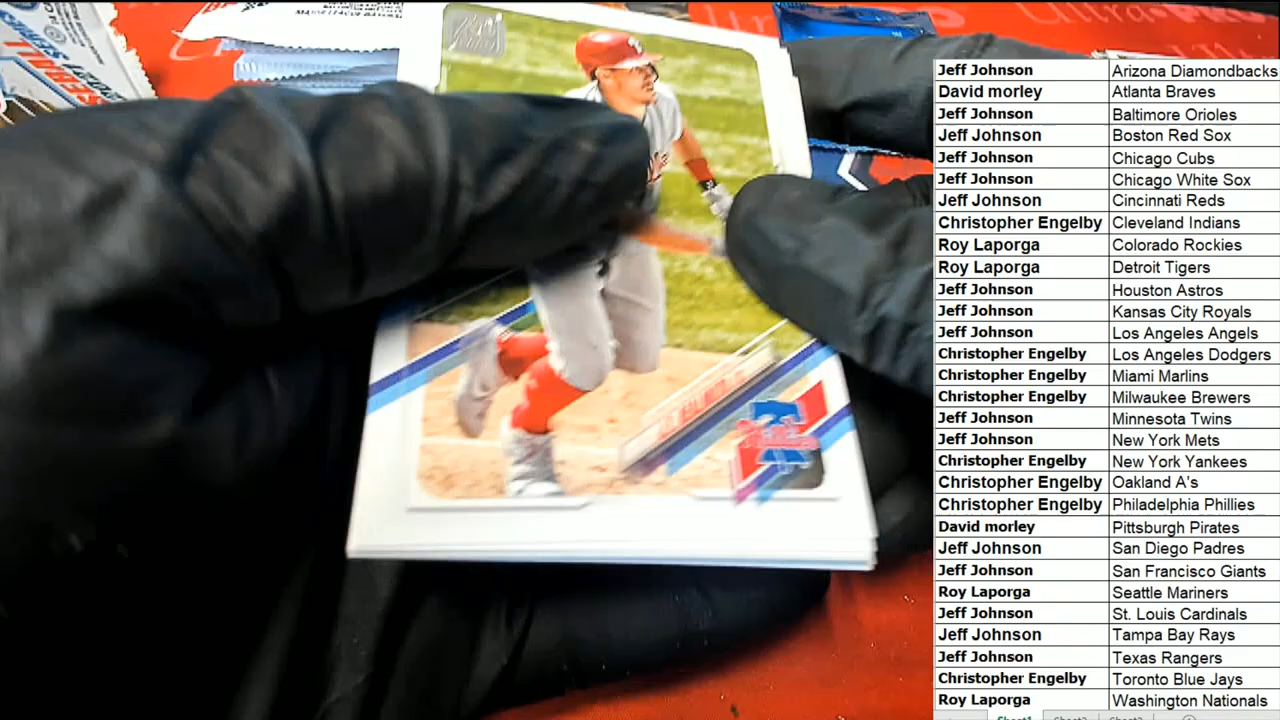 MAJOR LEAGUE BASEBALL
Phillies
Jeff Johnson Arizona Diamondbacks
David morley Atlanta Braves
Jeff Johnson Baltimore Orioles
Jeff Johnson Boston Red Sox
Jeff Johnson Chicago Cubs
Jeff Johnson Chicago White Sox
Jeff Johnson Cincinnati Reds
Christopher Engelby Cleveland Indians
Roy Laporga Colorado Rockies
Roy Laporga Detroit Tigers
Jeff Johnson Houston Astros
Jeff Johnson Kansas City Royals
Jeff Johnson Los Angeles Angels
Christopher Engelby Los Angeles Dodgers
Christopher Engelby Miami Marlins
Christopher Engelby Milwaukee Brewers
Jeff Johnson Minnesota Twins
Jeff Johnson New York Mets
Christopher Engelby New York Yankees
Christopher Engelby Oakland A's
Christopher Engelby Philadelphia Phillies
David morley Pittsburgh Pirates
Jeff Johnson San Diego Padres
Jeff Johnson San Francisco Giants
Roy Laporga Seattle Mariners
Jeff Johnson St. Louis Cardinals
Jeff Johnson Tampa Bay Rays
Jeff Johnson Texas Rangers
Christopher Engelby Toronto Blue Jays
Roy Laporga Washington Nationals